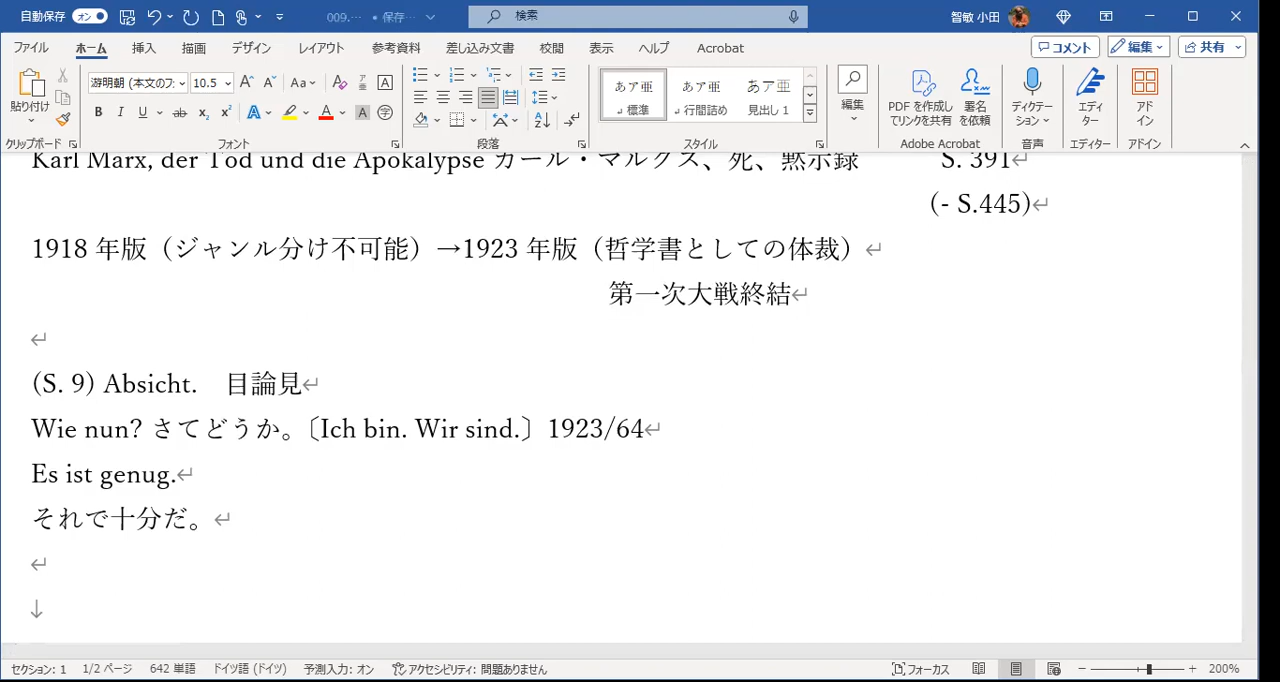 自動保存 オン 009.… • 保存… 検索 智敏 小田
ファイル ホーム 挿入 描画 デザイン レイアウト 参考資料 差し込み文書 校閲 表示 ヘルプ Acrobat コメント 編集 共有
貼り付け 游明朝 (本文のフォ 10.5 A A Aa A A
B I U ab x₂ x² A A A 字
あア亜 あア亜 あア亜
↲ 標準 ↲ 行間詰め 見出し 1
編集 PDF を作成してリンクを共有 署名を依頼 ディクテーション エディター アドイン
クリップボード フォント 段落 スタイル Adobe Acrobat 音声 エディター アドイン
Karl Marx, der Tod und die Apokalypse カール・マルクス、死、黙示録 S. 391↵
(- S.445)↵
1918 年版（ジャンル分け不可能）→1923 年版（哲学書としての体裁）↵
第一次大戦終結↵
↵
(S. 9) Absicht.　目論見↵
Wie nun? さてどうか。〔Ich bin. Wir sind.〕1923/64↵
Es ist genug.↵
それで十分だ。↵
↵
↓
セクション: 1 1/2 ページ 642 単語 ドイツ語 (ドイツ) 予測入力: オン アクセシビリティ: 問題ありません フォーカス 200%